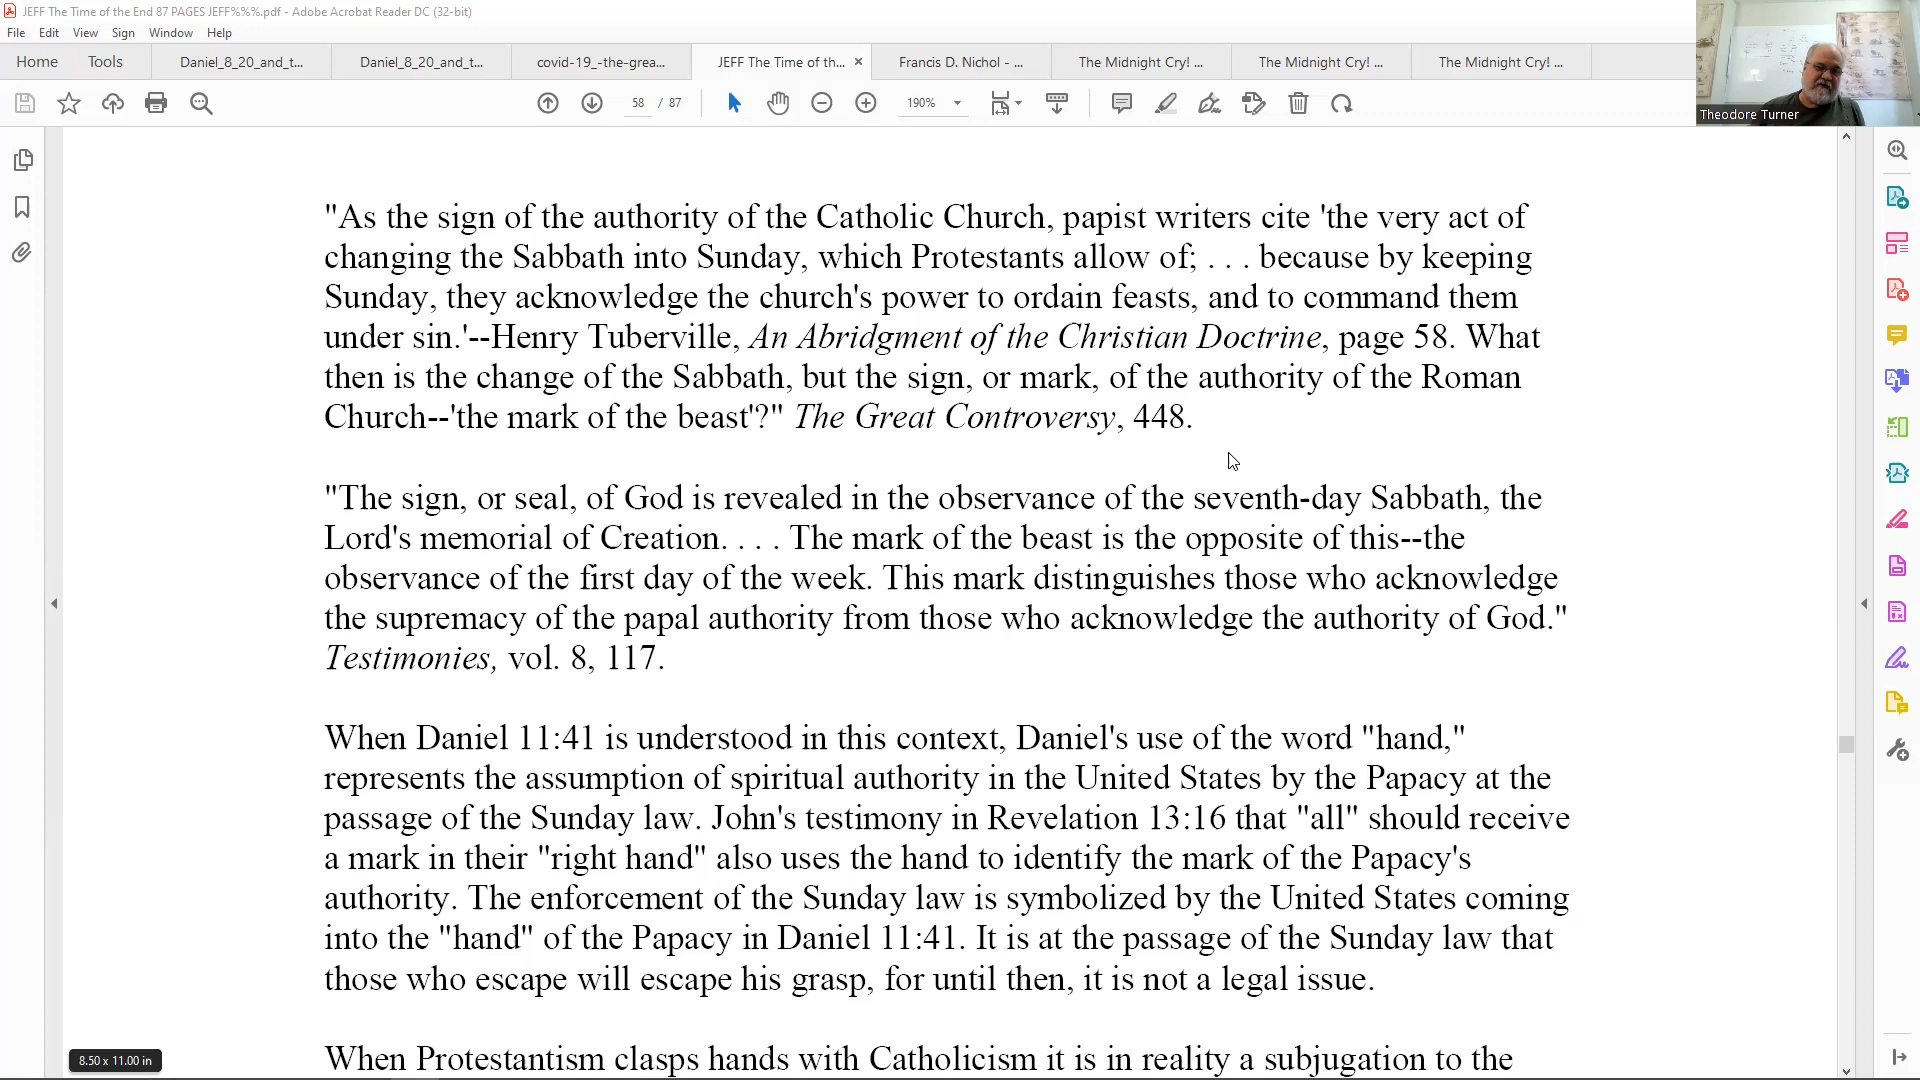 JEFF The Time of the End 87 PAGES JEFF%%%.pdf - Adobe Acrobat Reader DC (32-bit)
File Edit View Sign Window Help
Home Tools Daniel_8_20_and_t... Daniel_8_20_and_t... covid-19_-the-grea... JEFF The Time of th... Francis D. Nichol - ... The Midnight Cry! ... The Midnight Cry! ... The Midnight Cry! ...
58 / 87 190%
Theodore Turner
"As the sign of the authority of the Catholic Church, papist writers cite 'the very act of
changing the Sabbath into Sunday, which Protestants allow of; . . . because by keeping
Sunday, they acknowledge the church's power to ordain feasts, and to command them
under sin.'--Henry Tuberville, An Abridgment of the Christian Doctrine, page 58. What
then is the change of the Sabbath, but the sign, or mark, of the authority of the Roman
Church--'the mark of the beast'?" The Great Controversy, 448.
"The sign, or seal, of God is revealed in the observance of the seventh-day Sabbath, the
Lord's memorial of Creation. . . . The mark of the beast is the opposite of this--the
observance of the first day of the week. This mark distinguishes those who acknowledge
the supremacy of the papal authority from those who acknowledge the authority of God."
Testimonies, vol. 8, 117.
When Daniel 11:41 is understood in this context, Daniel's use of the word "hand,"
represents the assumption of spiritual authority in the United States by the Papacy at the
passage of the Sunday law. John's testimony in Revelation 13:16 that "all" should receive
a mark in their "right hand" also uses the hand to identify the mark of the Papacy's
authority. The enforcement of the Sunday law is symbolized by the United States coming
into the "hand" of the Papacy in Daniel 11:41. It is at the passage of the Sunday law that
those who escape will escape his grasp, for until then, it is not a legal issue.
When Protestantism clasps hands with Catholicism it is in reality a subjugation to the
8.50 x 11.00 in